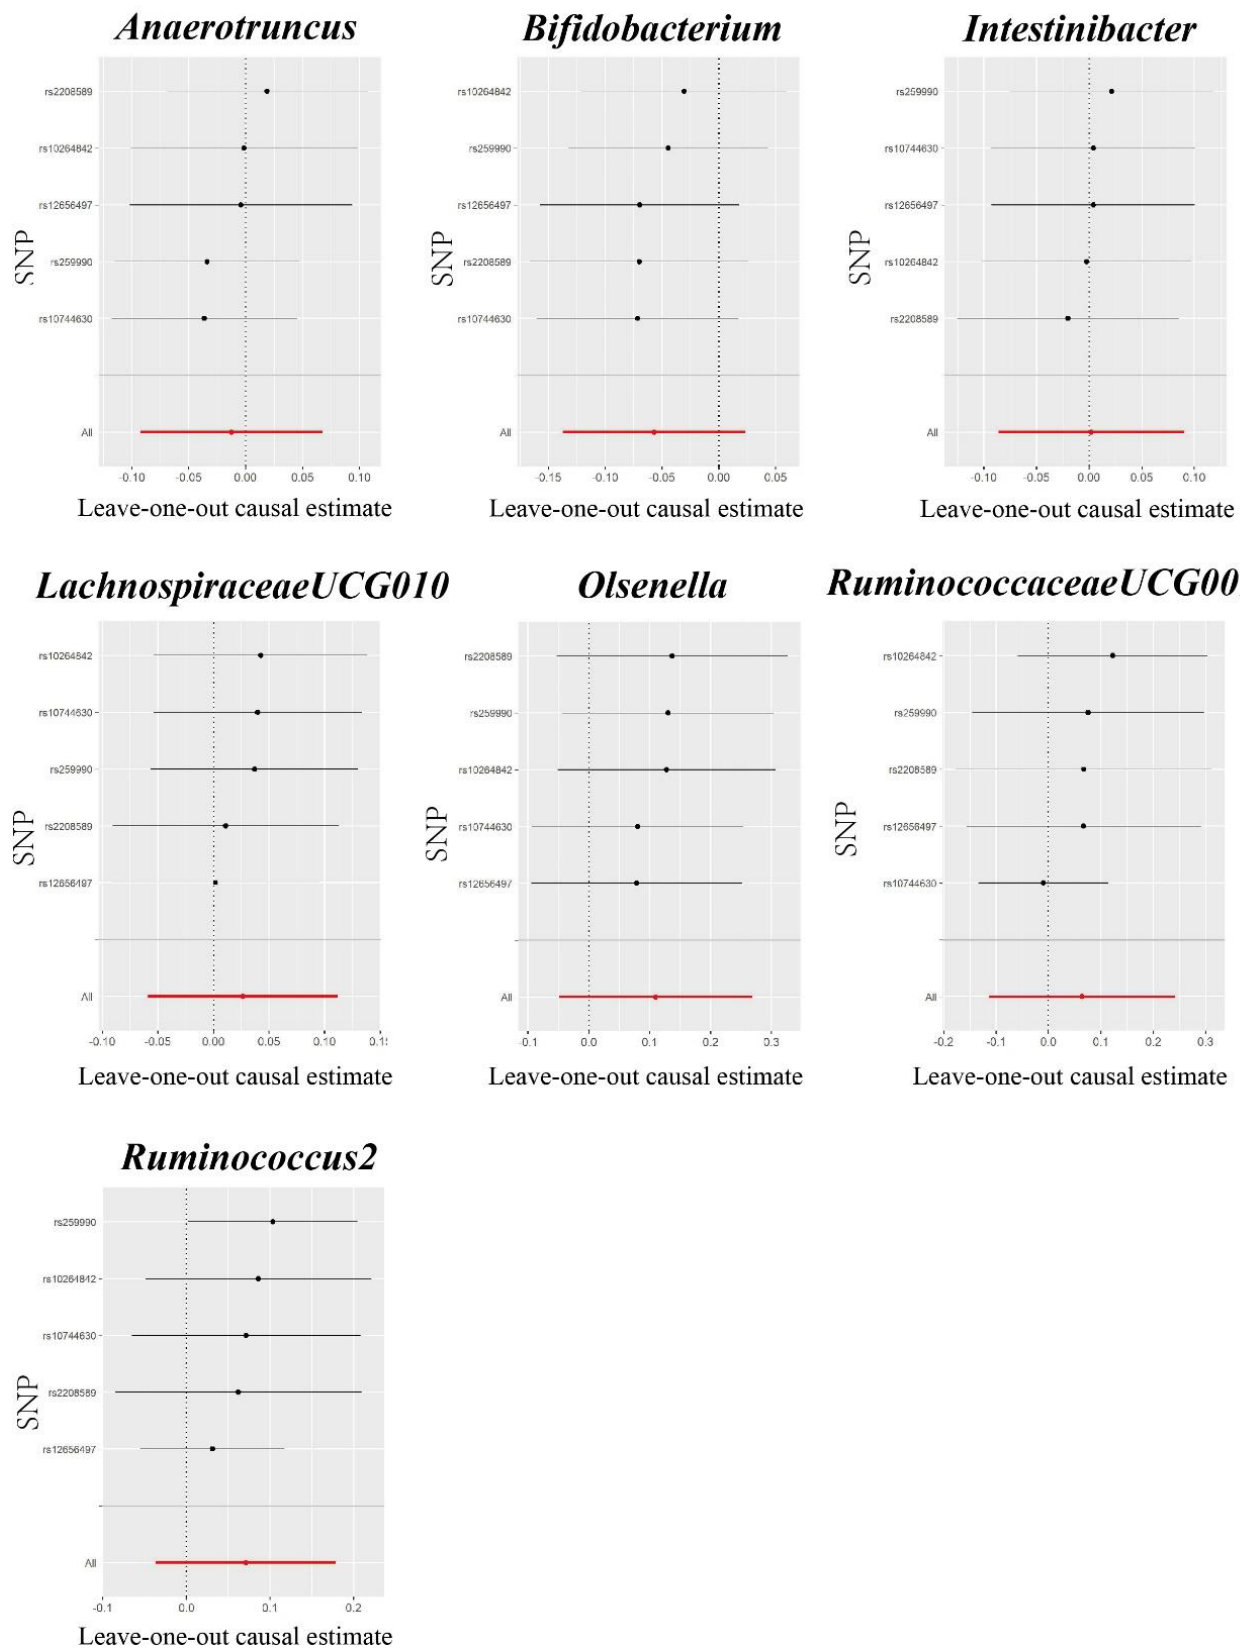 Anaerotruncus
SNP
rs2208589
rs10264842
rs12656497
rs259990
rs10744630
All
-0.10 -0.05 0.00 0.05 0.10
Leave-one-out causal estimate
Bifidobacterium
SNP
rs10264842
rs259990
rs12656497
rs2208589
rs10744630
All
-0.15 -0.10 -0.05 0.00 0.05
Leave-one-out causal estimate
Intestinibacter
SNP
rs259990
rs10744630
rs12656497
rs10264842
rs2208589
All
-0.10 -0.05 0.00 0.05 0.10
Leave-one-out causal estimate
LachnospiraceaeUCG010
SNP
rs10264842
rs10744630
rs259990
rs2208589
rs12656497
All
-0.10 -0.05 0.00 0.05 0.10 0.1
Leave-one-out causal estimate
Olsenella
SNP
rs2208589
rs259990
rs10264842
rs10744630
rs12656497
All
-0.1 0.0 0.1 0.2 0.3
Leave-one-out causal estimate
RuminococcaceaeUCG00
SNP
rs10264842
rs259990
rs2208589
rs12656497
rs10744630
All
-0.2 -0.1 0.0 0.1 0.2 0.3
Leave-one-out causal estimate
Ruminococcus2
SNP
rs259990
rs10264842
rs10744630
rs2208589
rs12656497
All
-0.1 0.0 0.1 0.2
Leave-one-out causal estimate